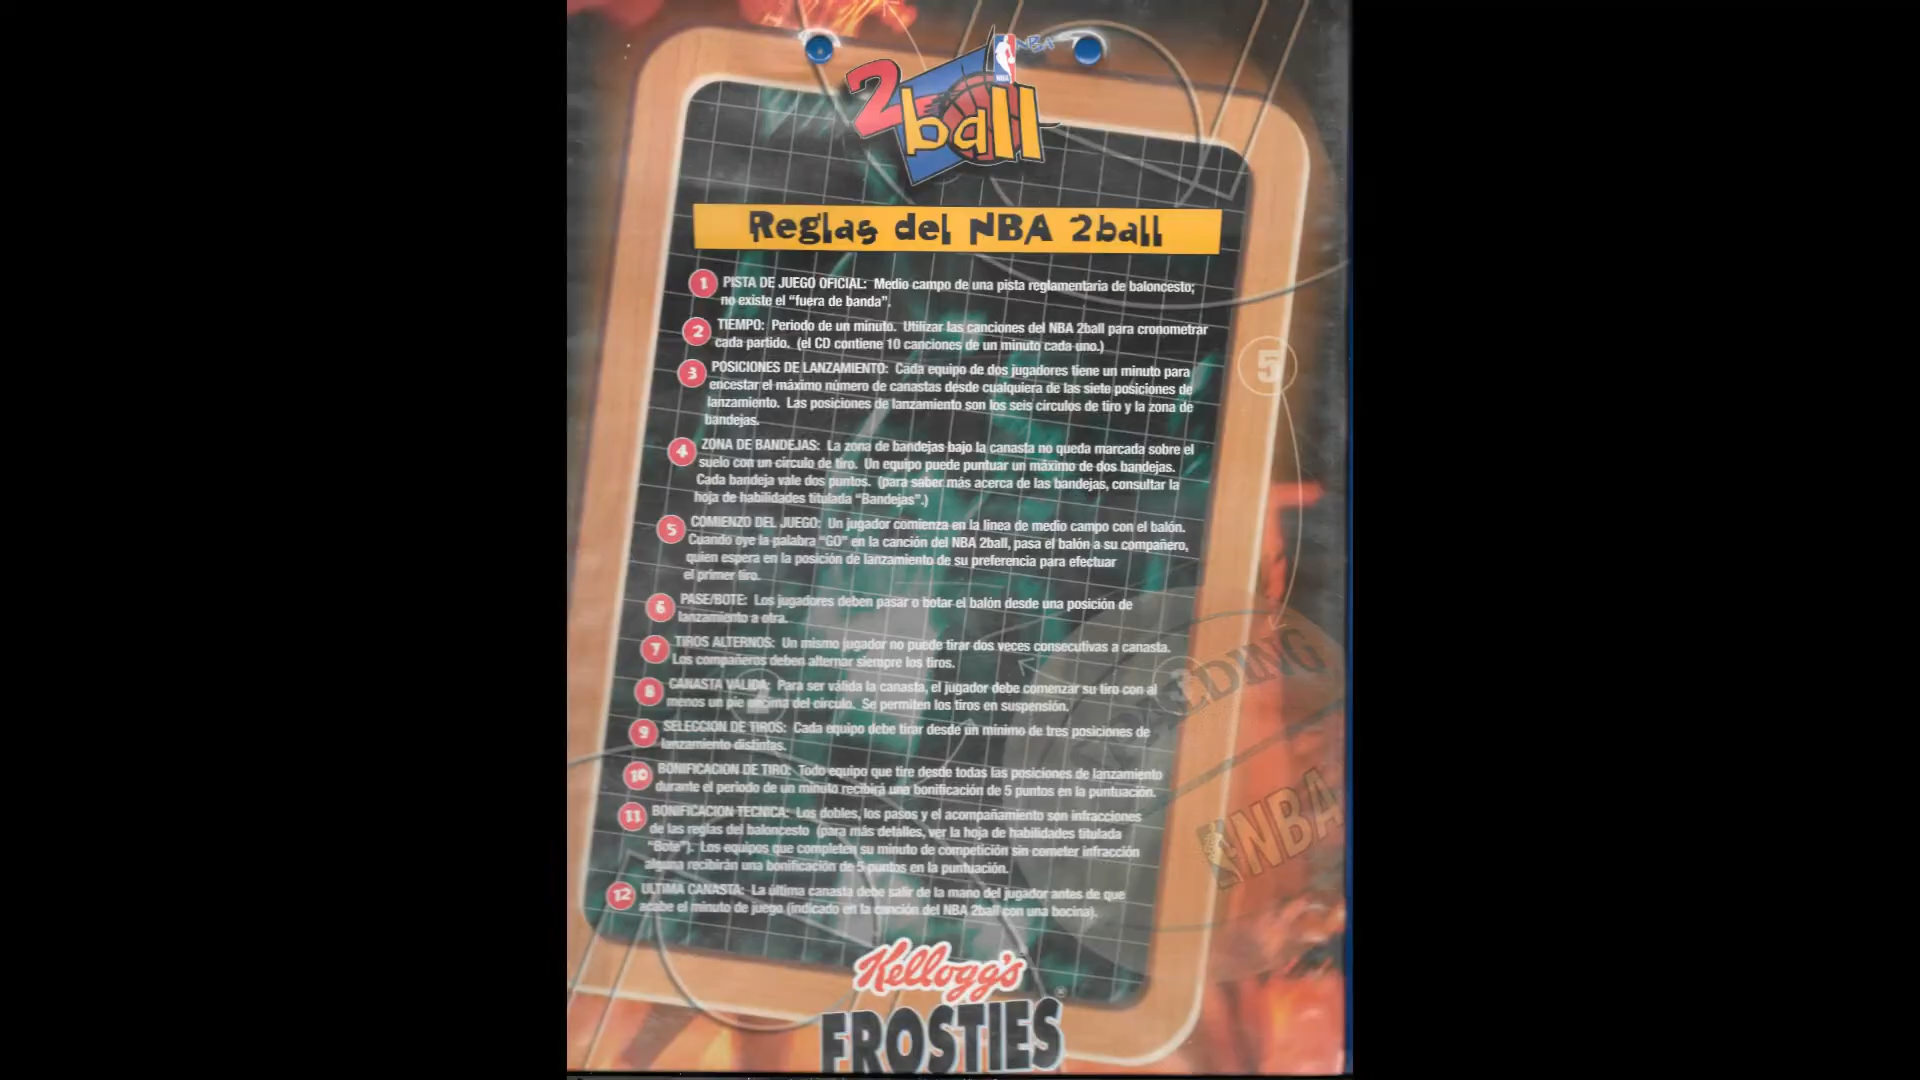 NBA
2ball
Reglas del NBA 2ball
1 PISTA DE JUEGO OFICIAL: Medio campo de una pista reglamentaria de baloncesto;
no existe el “fuera de banda”.
2 TIEMPO: Periodo de un minuto. Utilizar las canciones del NBA 2ball para cronometrar
cada partido. (el CD contiene 10 canciones de un minuto cada uno.)
3 POSICIONES DE LANZAMIENTO: Cada equipo de dos jugadores tiene un minuto para
encestar el máximo número de canastas desde cualquiera de las siete posiciones de
lanzamiento. Las posiciones de lanzamiento son los seis círculos de tiro y la zona de
bandejas.
4 ZONA DE BANDEJAS: La zona de bandejas bajo la canasta no queda marcada sobre el
suelo con un círculo de tiro. Un equipo puede puntuar un máximo de dos bandejas.
Cada bandeja vale dos puntos. (para saber más acerca de las bandejas, consultar la
hoja de habilidades titulada “Bandejas”.)
5 COMIENZO DEL JUEGO: Un jugador comienza en la línea de medio campo con el balón.
Cuando oye la palabra “GO” en la canción del NBA 2ball, pasa el balón a su compañero,
quien espera en la posición de lanzamiento de su preferencia para efectuar
el primer tiro.
6 PASE/BOTE: Los jugadores deben pasar o botar el balón desde una posición de
lanzamiento a otra.
7 TIROS ALTERNOS: Un mismo jugador no puede tirar dos veces consecutivas a canasta.
Los compañeros deben alternar siempre los tiros.
8 CANASTA VALIDA: Para ser válida la canasta, el jugador debe comenzar su tiro con al
menos un pie encima del círculo. Se permiten los tiros en suspensión.
9 SELECCION DE TIROS: Cada equipo debe tirar desde un mínimo de tres posiciones de
lanzamiento distintas.
10 BONIFICACION DE TIRO: Todo equipo que tire desde todas las posiciones de lanzamiento
durante el periodo de un minuto recibirá una bonificación de 5 puntos en la puntuación.
11 BONIFICACION TECNICA: Los dobles, los pasos y el acompañamiento son infracciones
de las reglas del baloncesto (para más detalles, ver la hoja de habilidades titulada
“Bote”). Los equipos que completen su minuto de competición sin cometer infracción
alguna recibirán una bonificación de 5 puntos en la puntuación.
12 ULTIMA CANASTA: La última canasta debe salir de la mano del jugador antes de que
acabe el minuto de juego (indicado en la canción del NBA 2ball con una bocina).
5
NBA
Kellogg's
FROSTIES